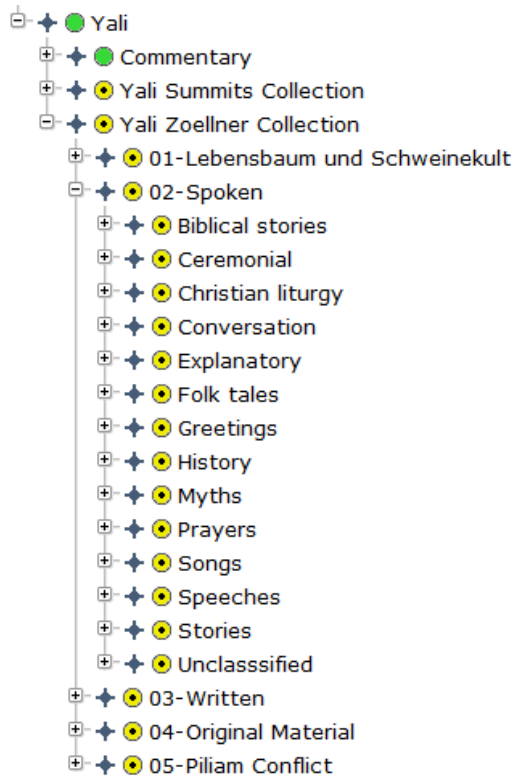 Yali
Commentary
Yali Summits Collection
Yali Zoellner Collection
01-Lebensbaum und Schweinekult
02-Spoken
Biblical stories
Ceremonial
Christian liturgy
Conversation
Explanatory
Folk tales
Greetings
History
Myths
Prayers
Songs
Speeches
Stories
Unclasssified
03-Written
04-Original Material
05-Piliam Conflict